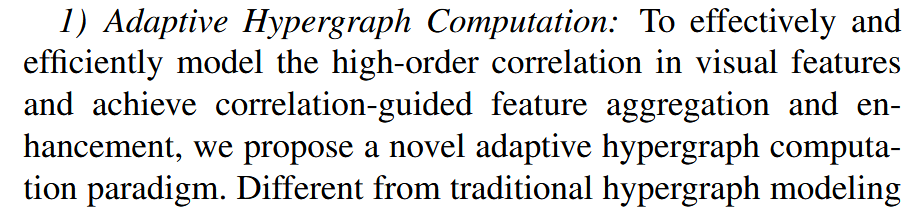 1) Adaptive Hypergraph Computation: To effectively and
efficiently model the high-order correlation in visual features
and achieve correlation-guided feature aggregation and en-
hancement, we propose a novel adaptive hypergraph computa-
tion paradigm. Different from traditional hypergraph modeling